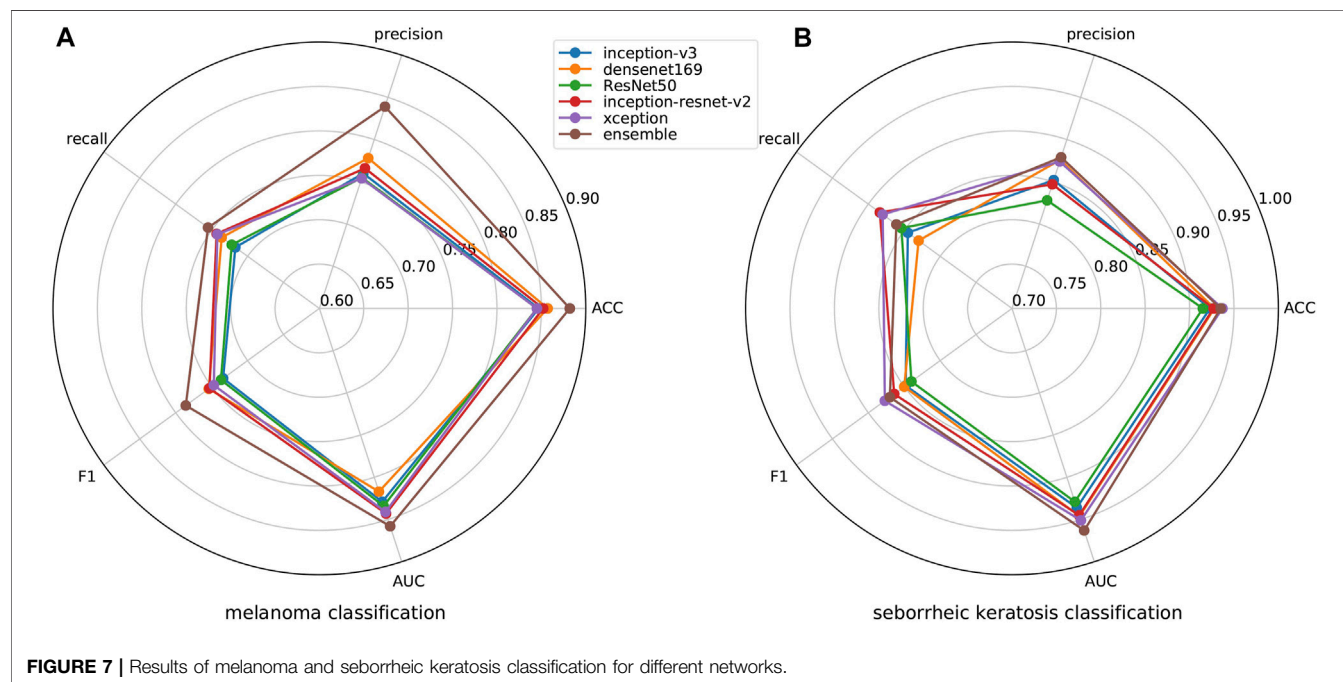 A
precision
recall
0.60
0.65
0.70
0.75
0.80
0.85
0.90
ACC
F1
AUC
melanoma classification
inception-v3
densenet169
ResNet50
inception-resnet-v2
xception
ensemble
B
precision
recall
0.70
0.75
0.80
0.85
0.90
0.95
1.00
ACC
F1
AUC
seborrheic keratosis classification
FIGURE 7 | Results of melanoma and seborrheic keratosis classification for different networks.